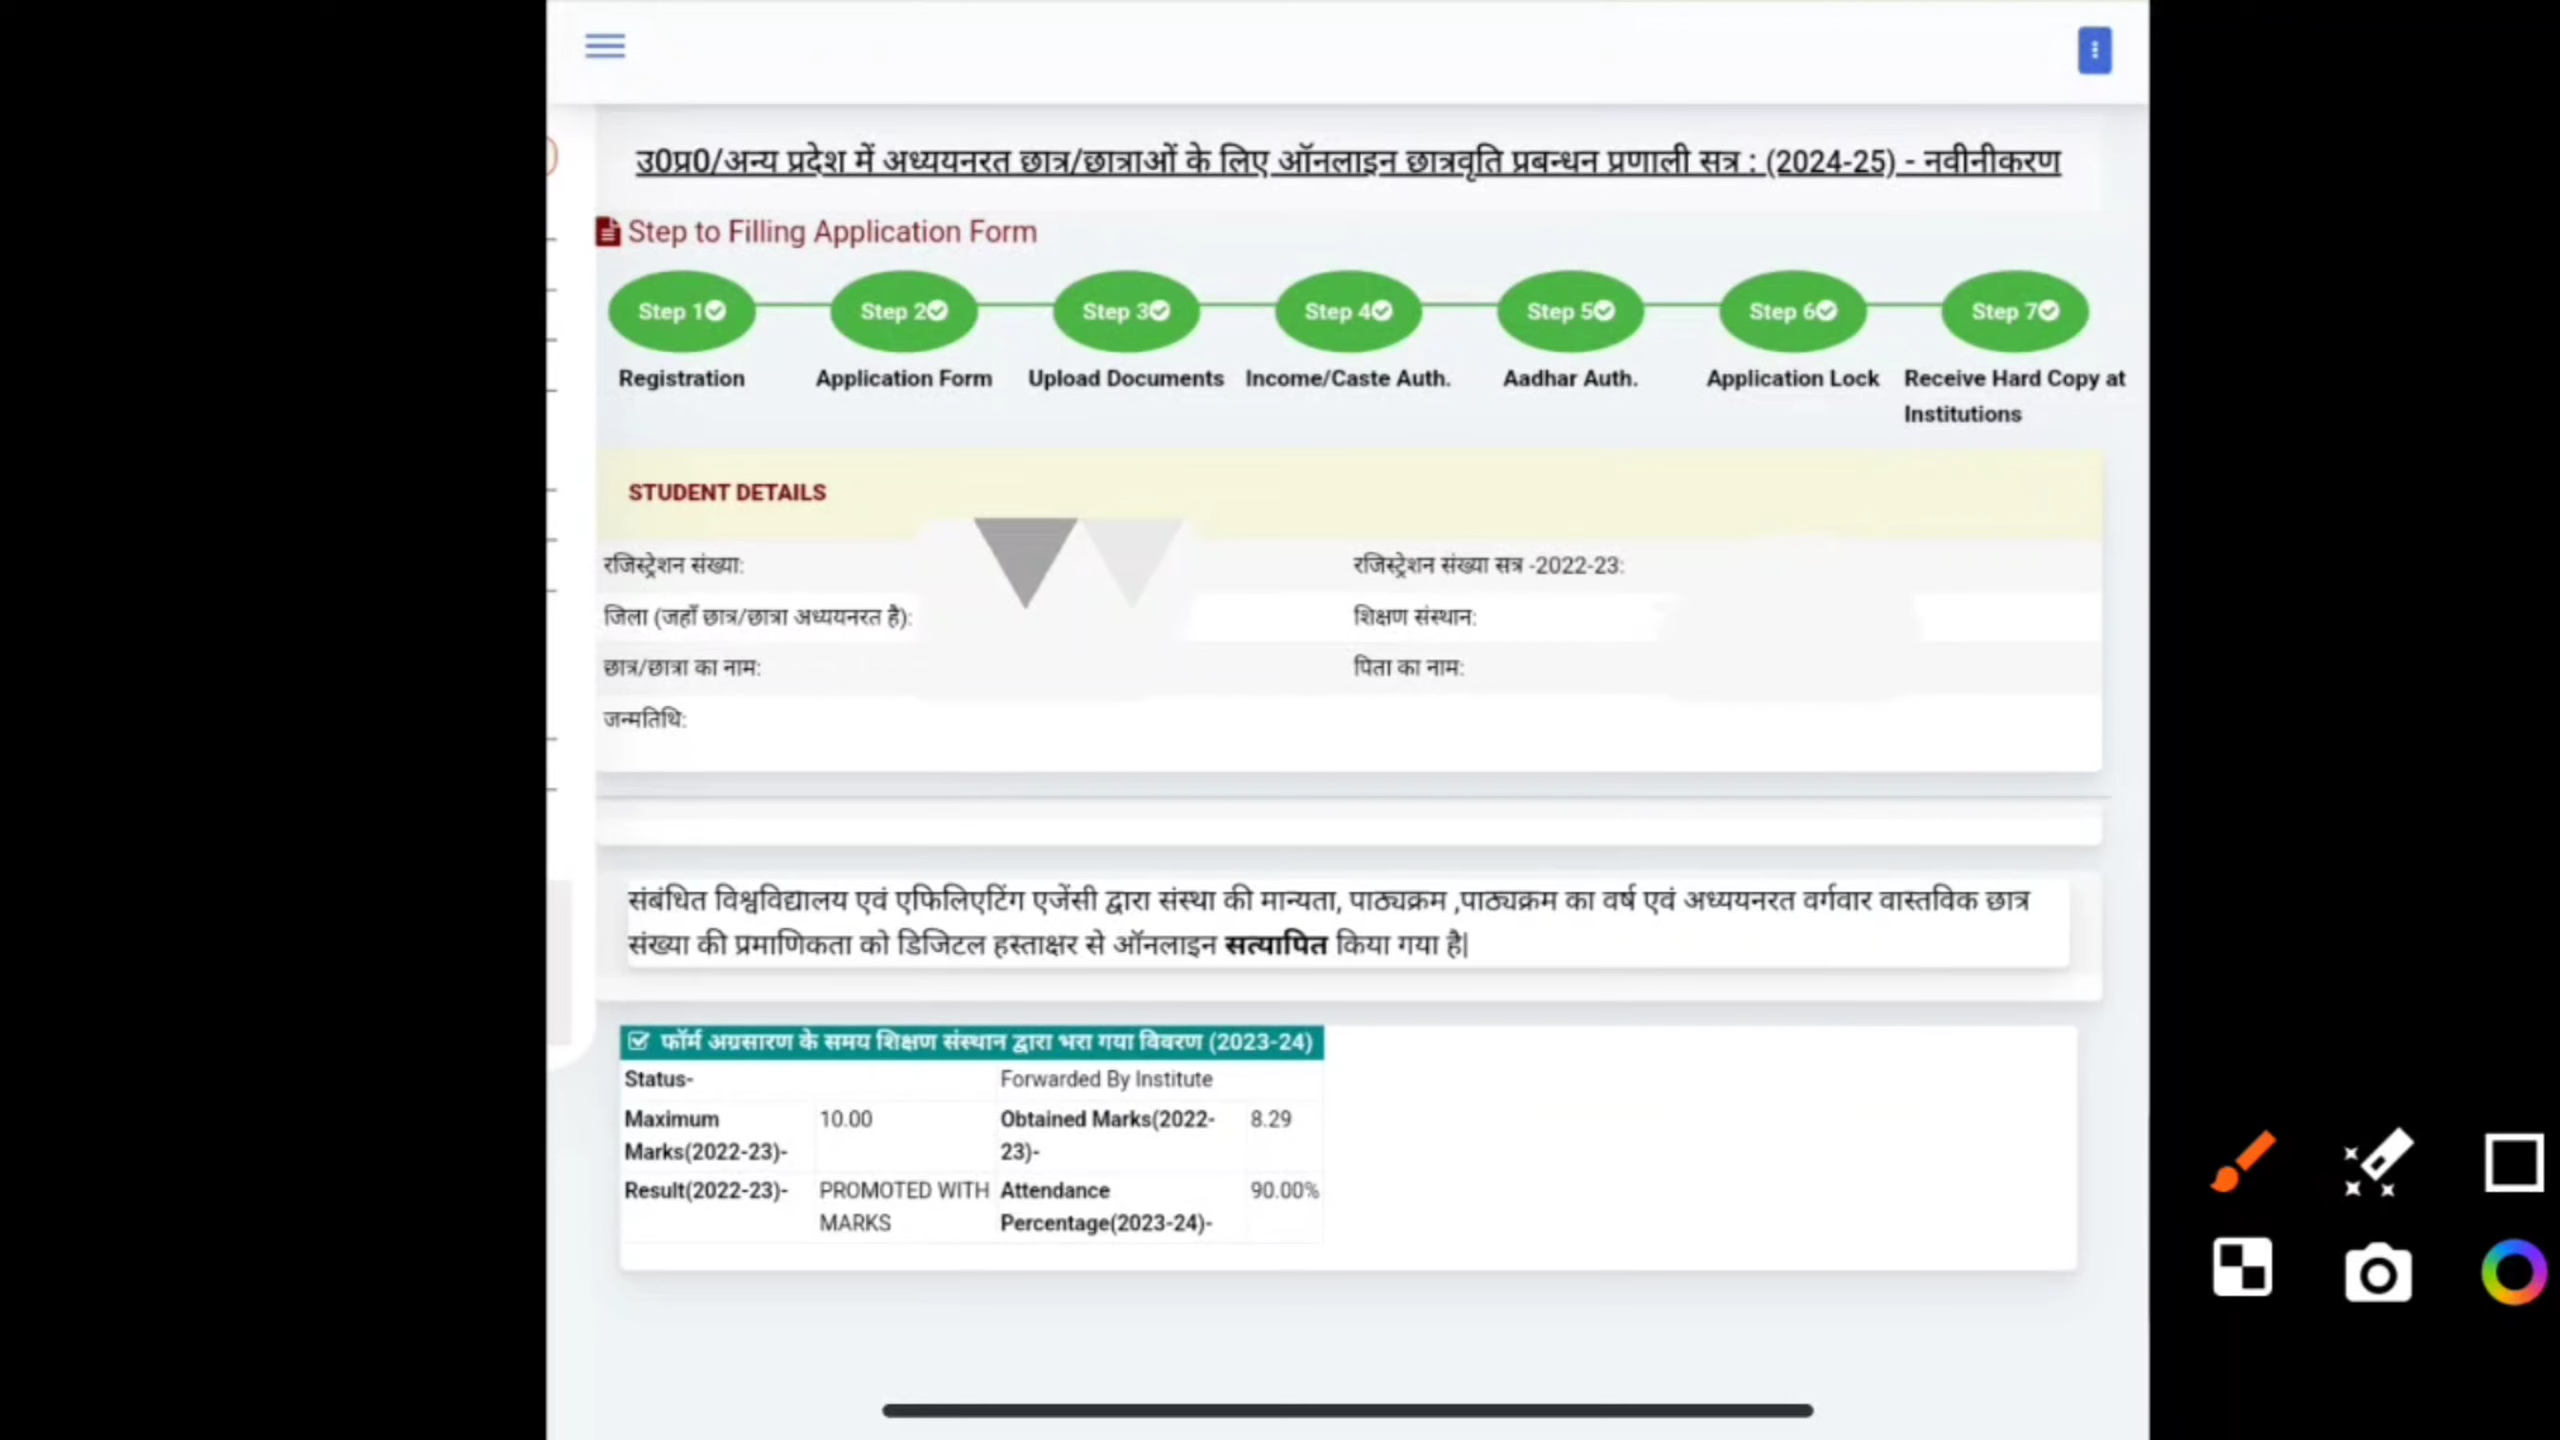 उ0प्र0/अन्य प्रदेश में अध्ययनरत छात्र/छात्राओं के लिए ऑनलाइन छात्रवृति प्रबन्धन प्रणाली सत्र : (2024-25) - नवीनीकरण
Step to Filling Application Form
Step 1 Step 2 Step 3 Step 4 Step 5 Step 6 Step 7
Registration Application Form Upload Documents Income/Caste Auth. Aadhar Auth. Application Lock Receive Hard Copy at
Institutions
STUDENT DETAILS
रजिस्ट्रेशन संख्या: रजिस्ट्रेशन संख्या सत्र -2022-23:
जिला (जहाँ छात्र/छात्रा अध्ययनरत है): शिक्षण संस्थान:
छात्र/छात्रा का नाम: पिता का नाम:
जन्मतिथि:
संबंधित विश्वविद्यालय एवं एफिलिएटिंग एजेंसी द्वारा संस्था की मान्यता, पाठ्यक्रम ,पाठ्यक्रम का वर्ष एवं अध्ययनरत वर्गवार वास्तविक छात्र
संख्या की प्रमाणिकता को डिजिटल हस्ताक्षर से ऑनलाइन सत्यापित किया गया है|
फॉर्म अग्रसारण के समय शिक्षण संस्थान द्वारा भरा गया विवरण (2023-24)
Status- Forwarded By Institute
Maximum 10.00 Obtained Marks(2022- 8.29
Marks(2022-23)- 23)-
Result(2022-23)- PROMOTED WITH Attendance 90.00%
MARKS Percentage(2023-24)-